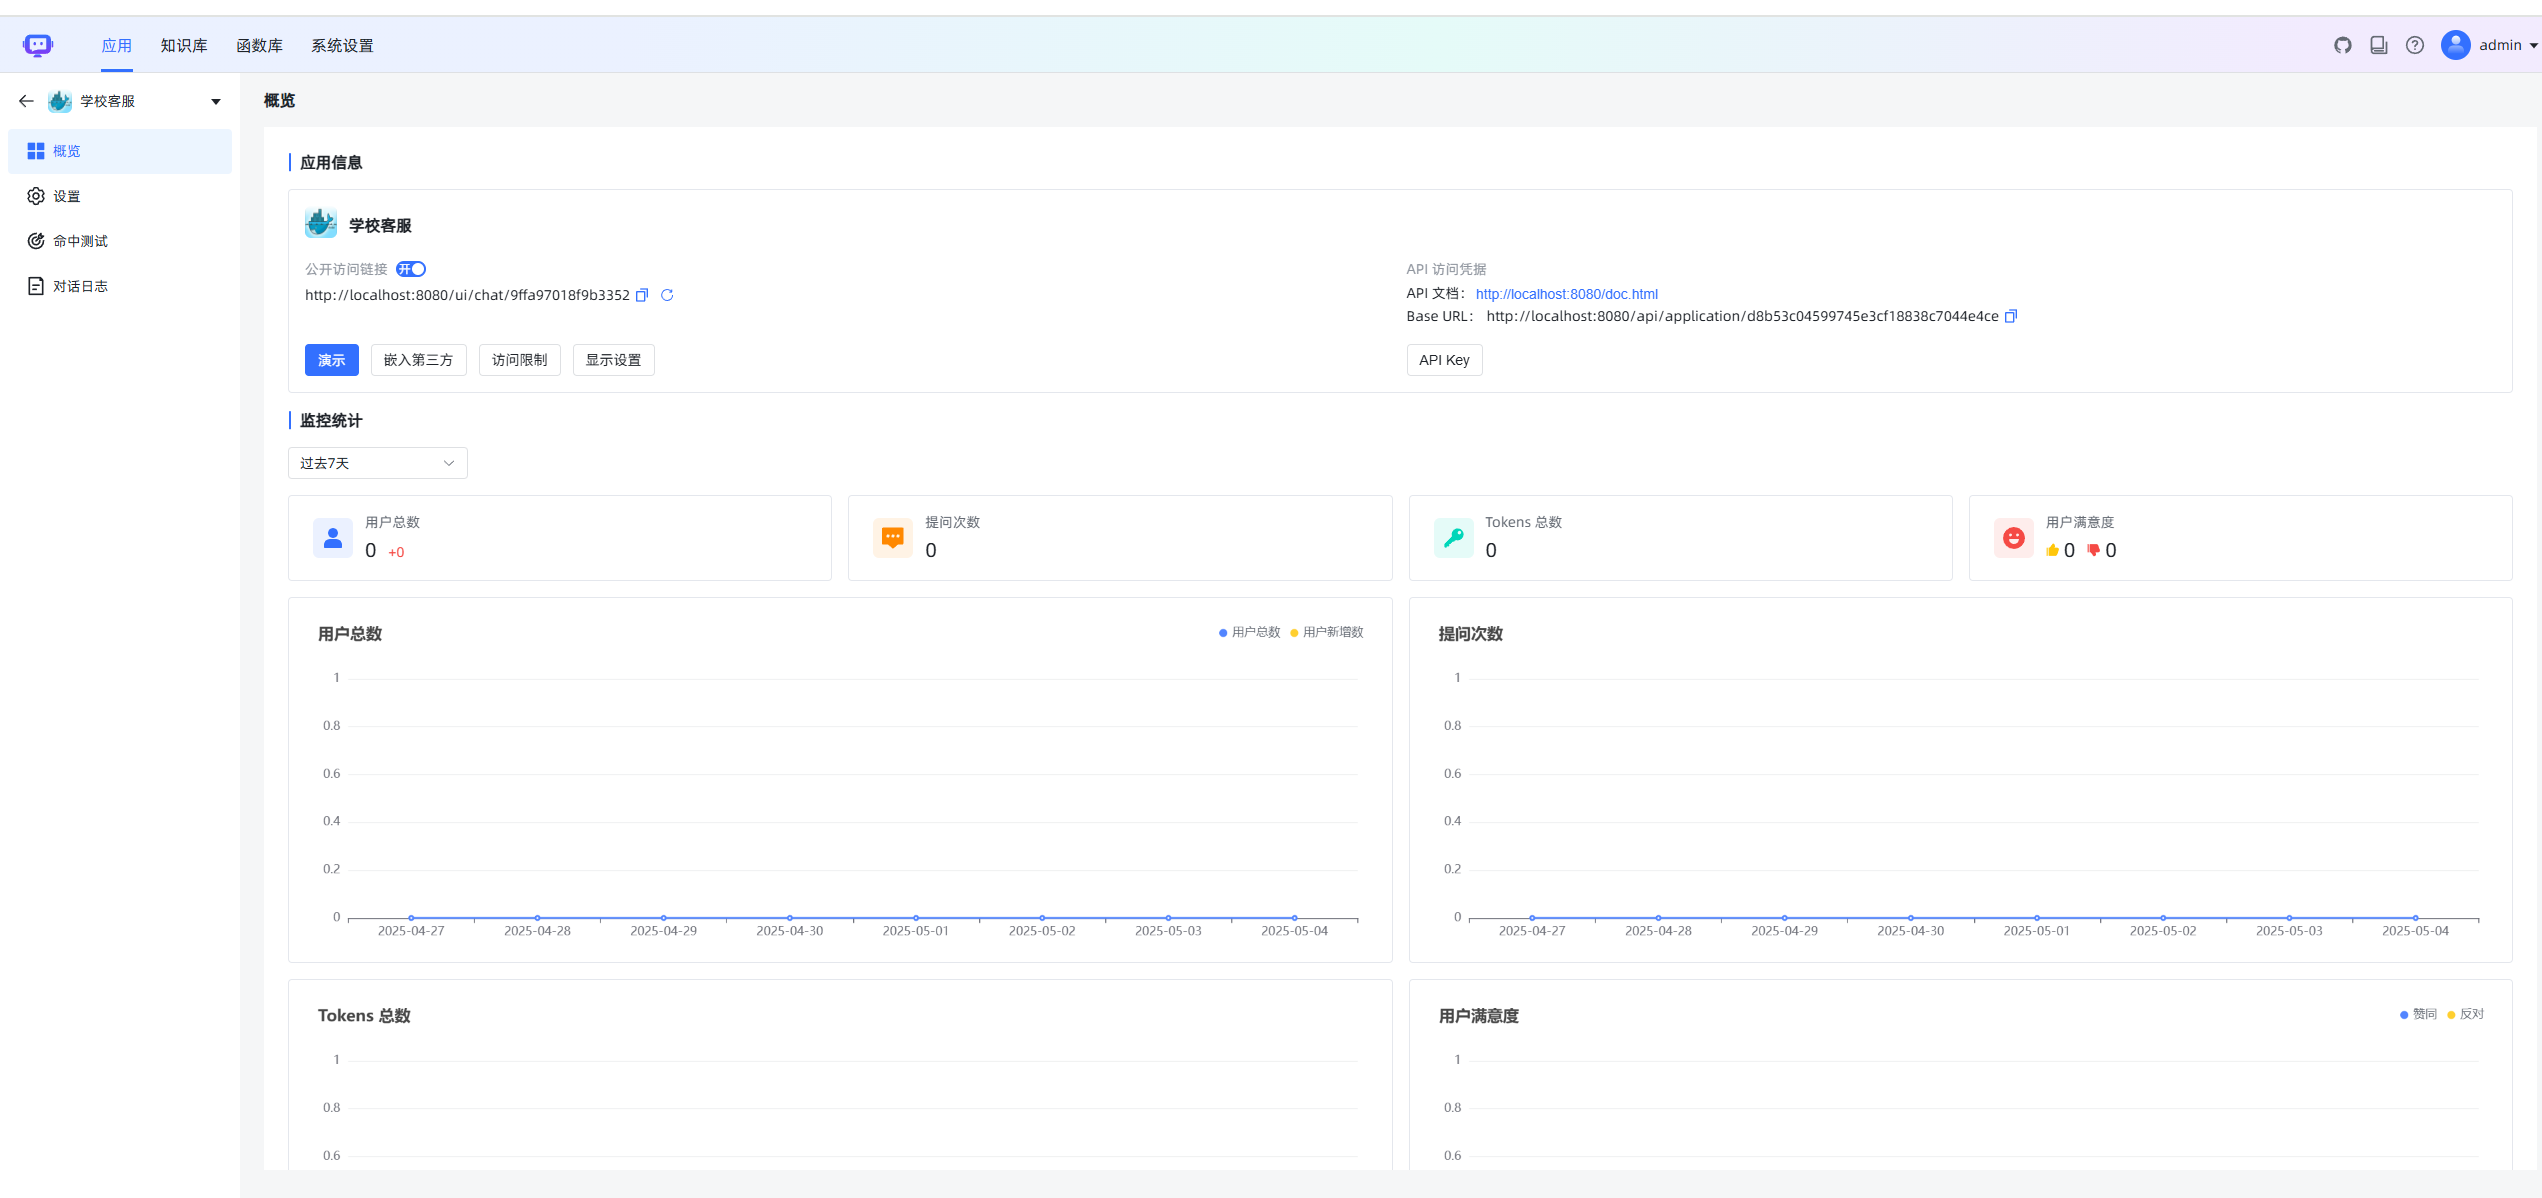 应用 知识库 函数库 系统设置 admin
学校客服
概览
设置
命中测试
对话日志
概览
应用信息
学校客服
公开访问链接 开
http://localhost:8080/ui/chat/9ffa97018f9b3352
演示 嵌入第三方 访问限制 显示设置
API 访问凭据
API 文档： http://localhost:8080/doc.html
Base URL： http://localhost:8080/api/application/d8b53c04599745e3cf18838c7044e4ce
API Key
监控统计
过去7天
用户总数
0 +0
提问次数
0
Tokens 总数
0
用户满意度
0 0
用户总数
用户总数 用户新增数
1
0.8
0.6
0.4
0.2
0
2025-04-27 2025-04-28 2025-04-29 2025-04-30 2025-05-01 2025-05-02 2025-05-03 2025-05-04
提问次数
1
0.8
0.6
0.4
0.2
0
2025-04-27 2025-04-28 2025-04-29 2025-04-30 2025-05-01 2025-05-02 2025-05-03 2025-05-04
Tokens 总数
1
0.8
0.6
用户满意度
赞同 反对
1
0.8
0.6